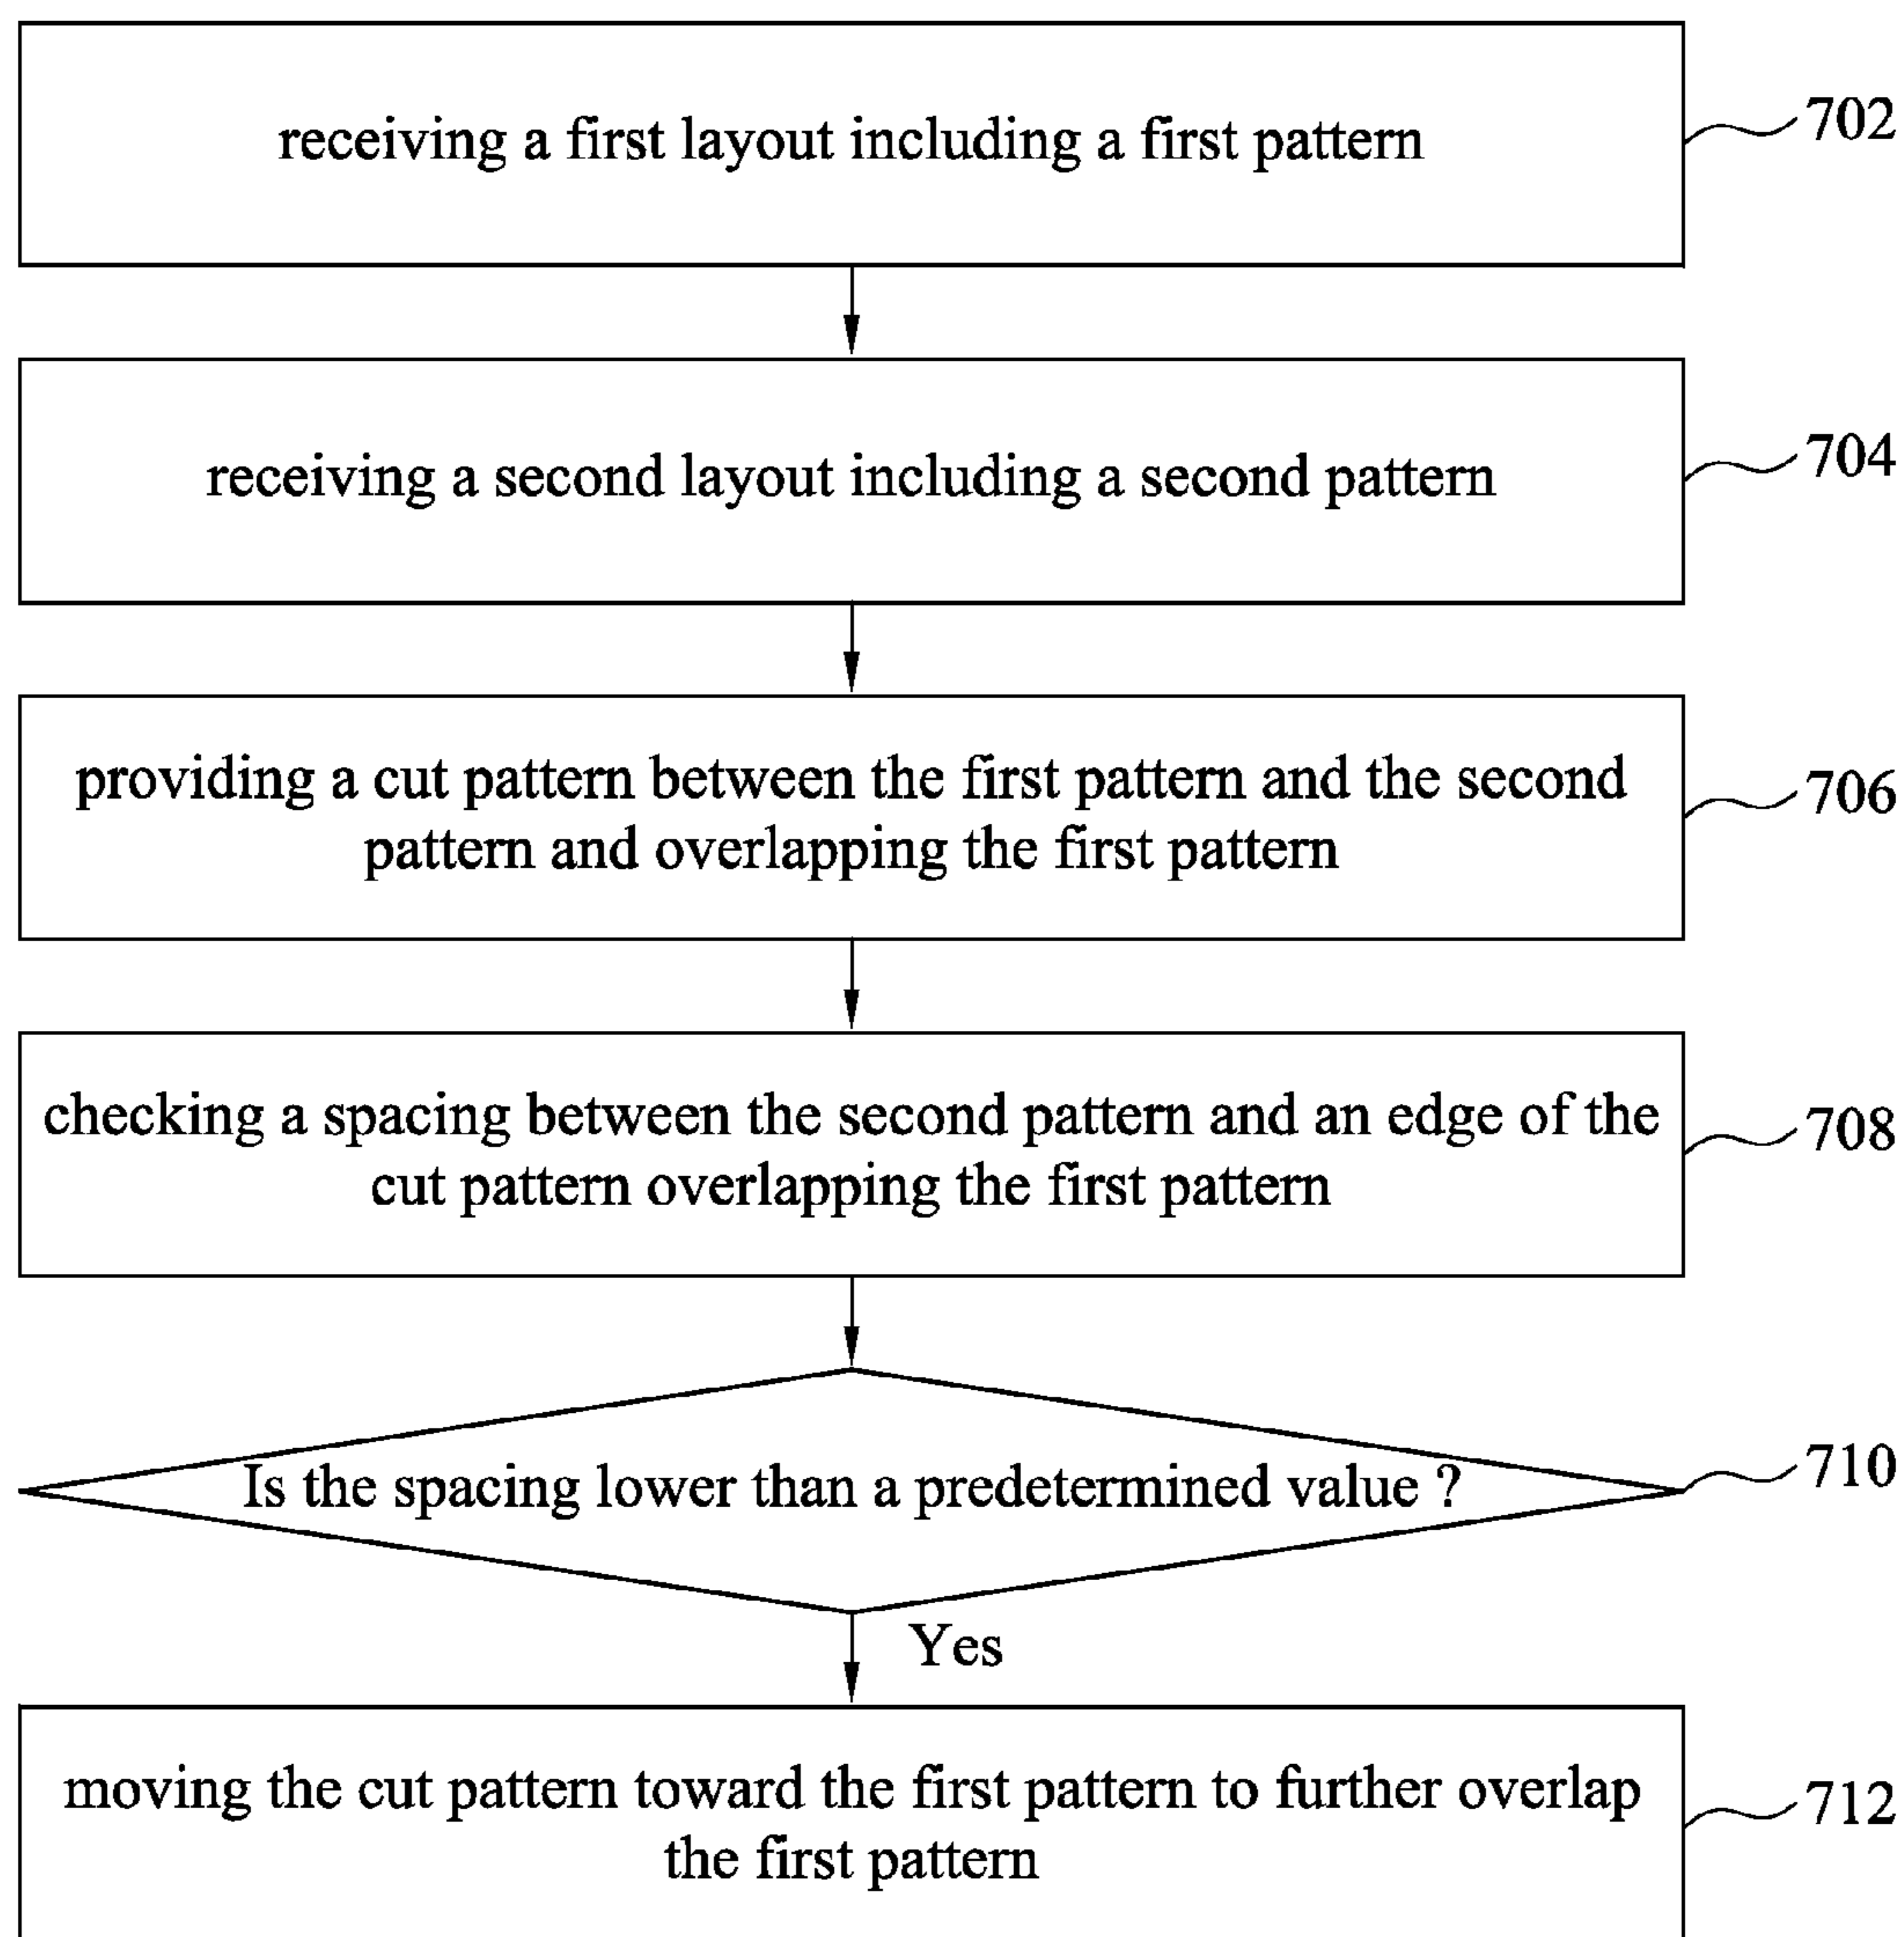 receiving a first layout including a first pattern
702
receiving a second layout including a second pattern
704
providing a cut pattern between the first pattern and the second
pattern and overlapping the first pattern
706
checking a spacing between the second pattern and an edge of the
cut pattern overlapping the first pattern
708
Is the spacing lower than a predetermined value ?
710
Yes
moving the cut pattern toward the first pattern to further overlap
the first pattern
712